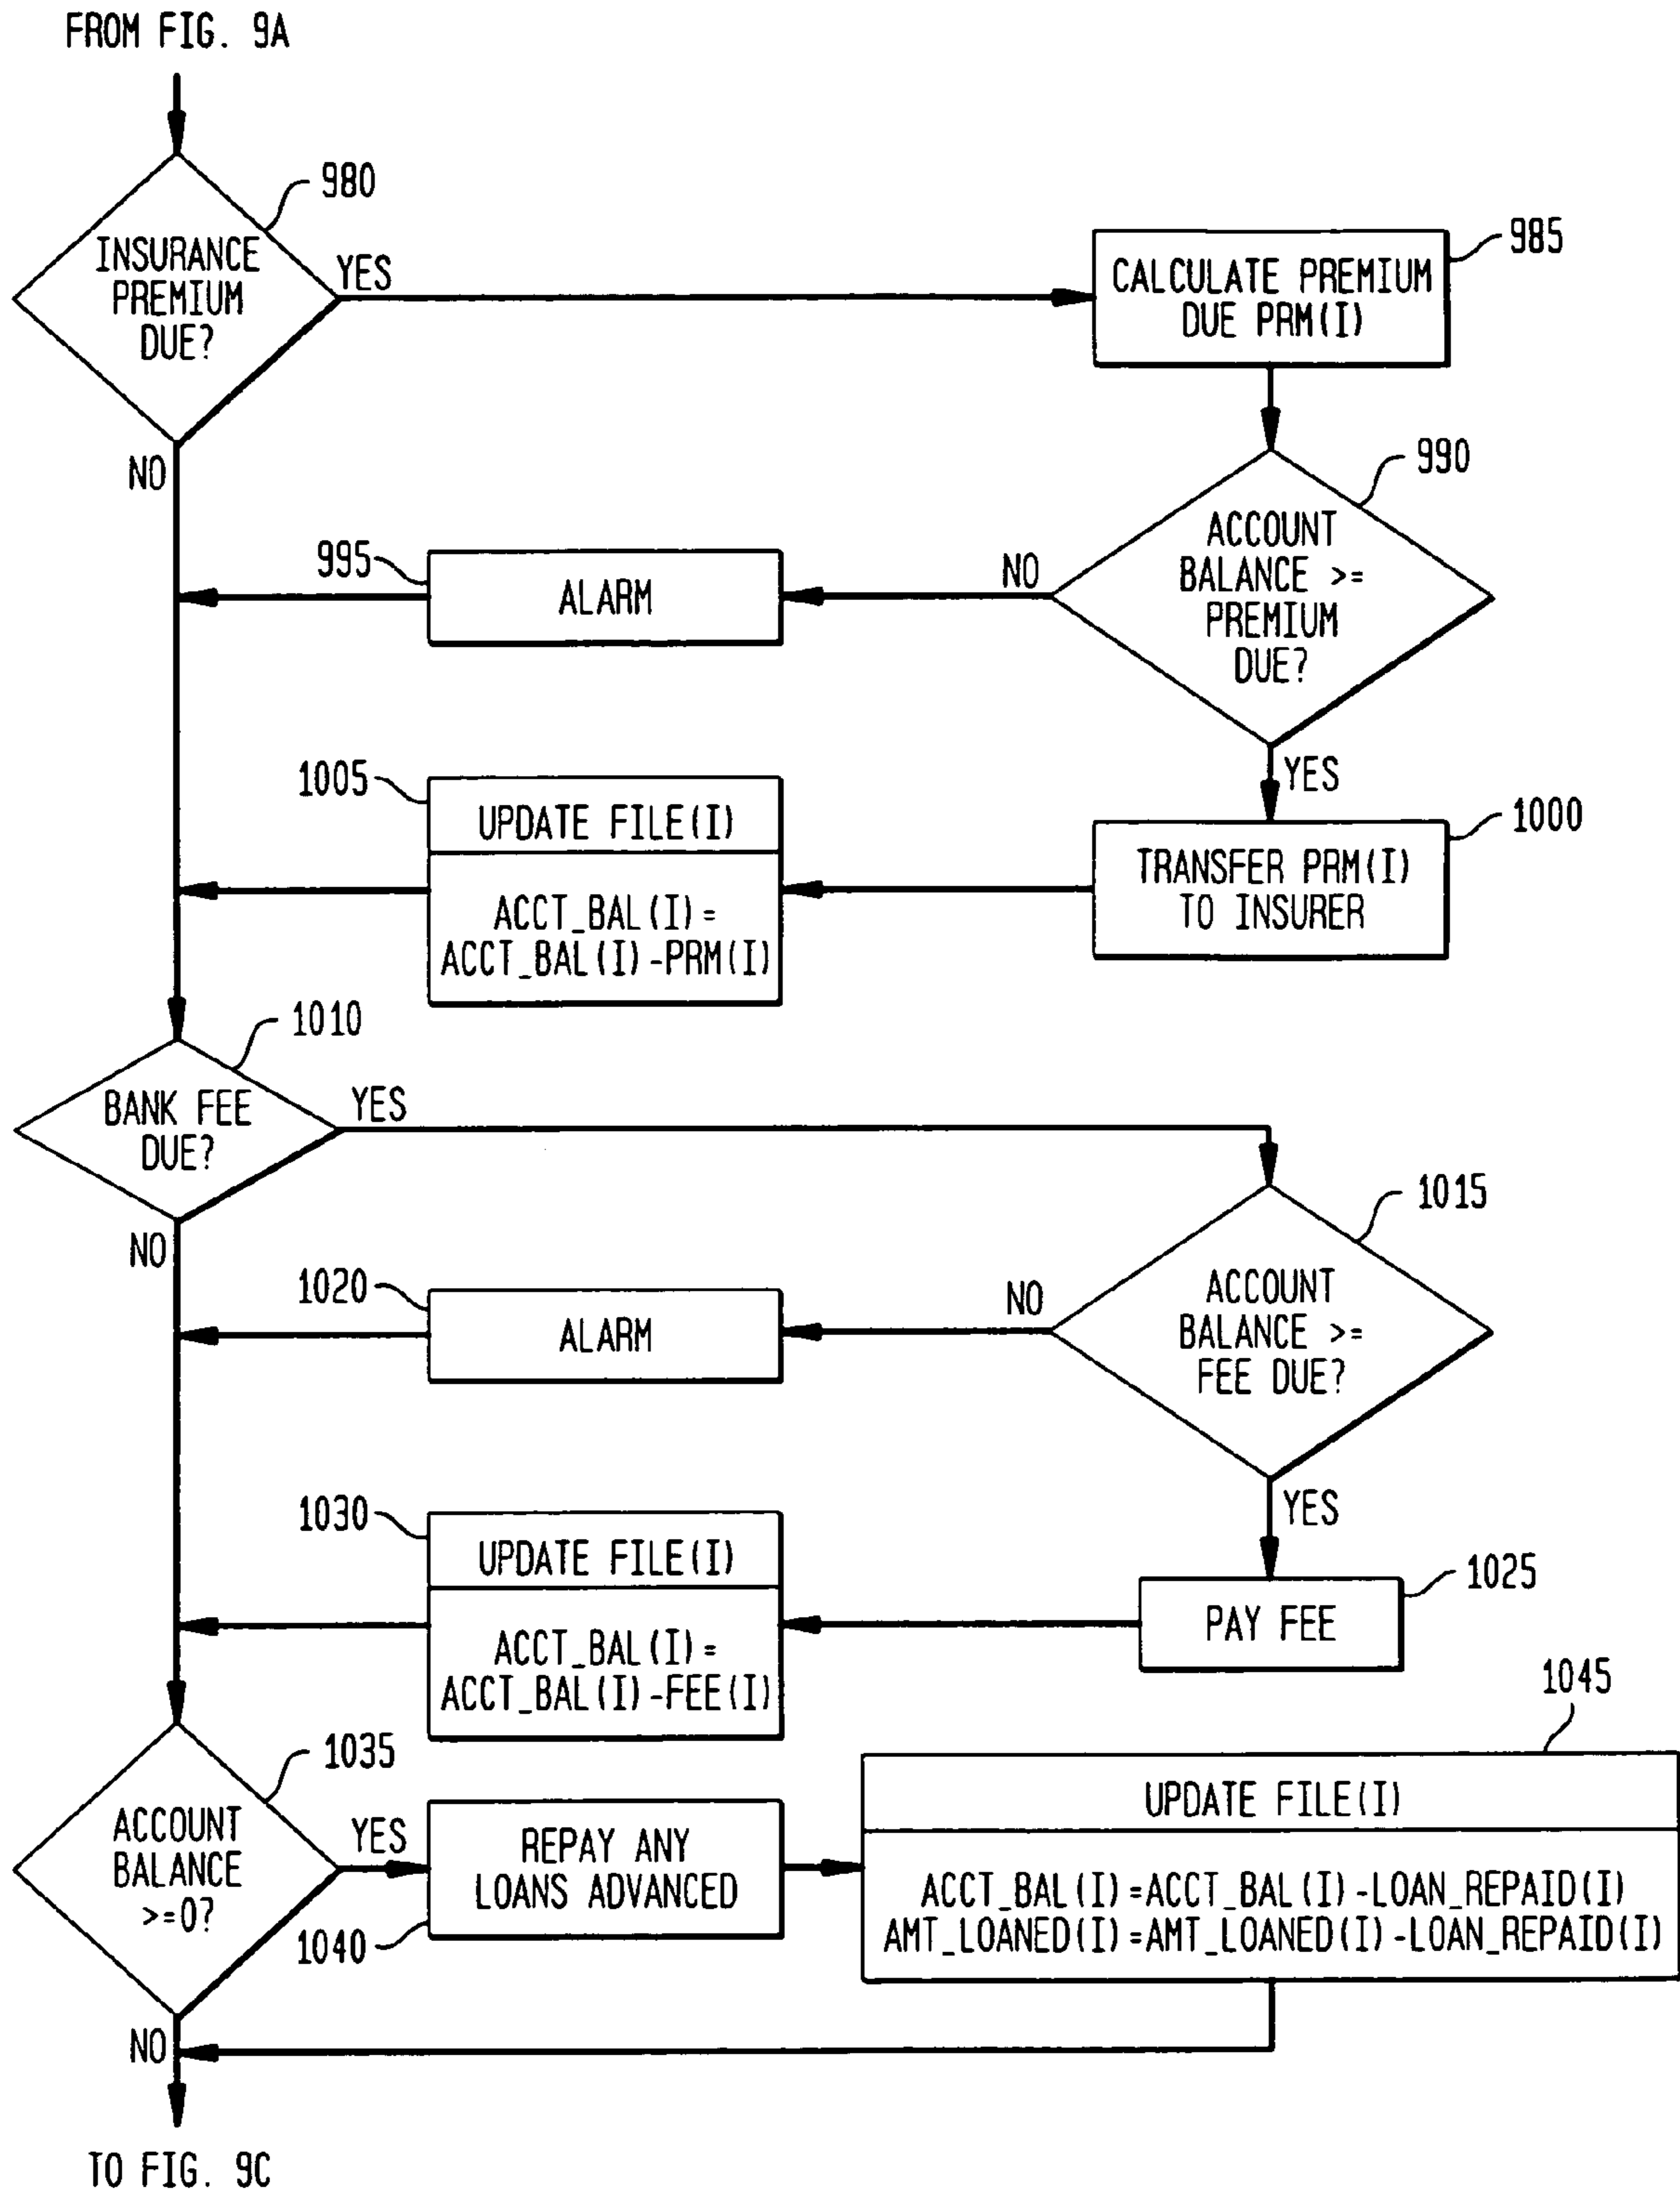 FROM FIG. 9A
980
INSURANCE
PREMIUM
DUE?
YES
NO
985
CALCULATE PREMIUM
DUE PRM(I)
990
ACCOUNT
BALANCE >=
PREMIUM
DUE?
NO
YES
995
ALARM
1000
TRANSFER PRM(I)
TO INSURER
1005
UPDATE FILE(I)
ACCT_BAL(I)=
ACCT_BAL(I)-PRM(I)
1010
BANK FEE
DUE?
YES
NO
1015
ACCOUNT
BALANCE >=
FEE DUE?
NO
YES
1020
ALARM
1025
PAY FEE
1030
UPDATE FILE(I)
ACCT_BAL(I)=
ACCT_BAL(I)-FEE(I)
1035
ACCOUNT
BALANCE
>=0?
YES
NO
REPAY ANY
LOANS ADVANCED
1040
1045
UPDATE FILE(I)
ACCT_BAL(I)=ACCT_BAL(I)-LOAN_REPAID(I)
AMT_LOANED(I)=AMT_LOANED(I)-LOAN_REPAID(I)
TO FIG. 9C